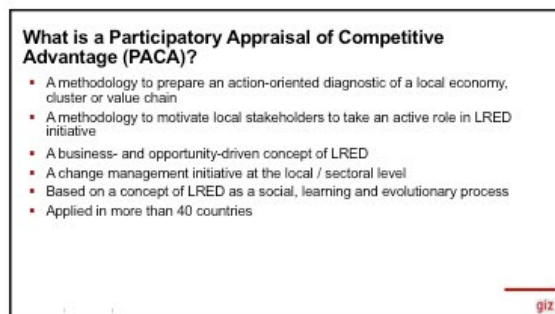 What is a Participatory Appraisal of Competitive
Advantage (PACA)?
▪ A methodology to prepare an action-oriented diagnostic of a local economy,
cluster or value chain
▪ A methodology to motivate local stakeholders to take an active role in LRED
initiative
▪ A business- and opportunity-driven concept of LRED
▪ A change management initiative at the local / sectoral level
▪ Based on a concept of LRED as a social, learning and evolutionary process
▪ Applied in more than 40 countries
giz